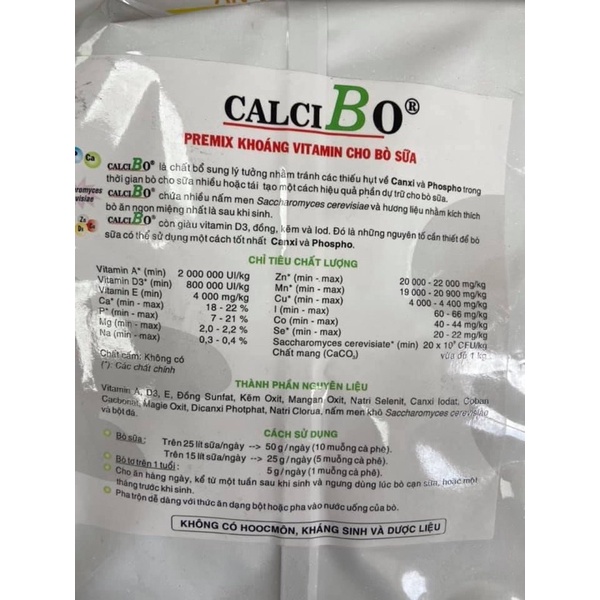 CALCIBO®
PREMIX KHOÁNG VITAMIN CHO BÒ SỮA
Ca
CALCIBO® là chất bổ sung lý tưởng nhằm tránh các thiếu hụt về Canxi và Phospho trong
thời gian bò cho sữa nhiều hoặc tái tạo một cách hiệu quả phần dự trữ cho bò sữa.
CALCIBO® chứa nhiều nấm men Saccharomyces cerevisiae và hương liệu nhằm kích thích
bò ăn ngon miệng nhất là sau khi sinh.
CALCIBO® còn giàu vitamin D3, đồng, kẽm và Iod. Đó là những nguyên tố cần thiết để bò
sữa có thể sử dụng một cách tốt nhất Canxi và Phospho.
CHỈ TIÊU CHẤT LƯỢNG
Vitamin A* (min) 2 000 000 UI/kg
Vitamin D3* (min) 800 000 UI/kg
Vitamin E (min) 4 000 mg/kg
Ca* (min - max) 18 - 22 %
P* (min - max) 7 - 21 %
Mg (min - max) 2,0 - 2,2 %
Na (min - max) 0,3 - 0,4 %
Chất cấm: Không có
(*): Các chất chính
Zn* (min - max) 20 000 - 22 000 mg/kg
Mn* (min - max) 19 000 - 20 900 mg/kg
Cu* (min - max) 4 000 - 4 400 mg/kg
I (min - max) 60 - 66 mg/kg
Co (min - max) 40 - 44 mg/kg
Se* (min - max) 20 - 22 mg/kg
Saccharomyces cerevisiate* (min) 20 x 10⁹ CFU/kg
Chất mang (CaCO₃) vừa đủ 1 kg
THÀNH PHẦN NGUYÊN LIỆU
Vitamin A, D3, E, Đồng Sunfat, Kẽm Oxit, Mangan Oxit, Natri Selenit, Canxi Iodat, Coban
Cacbonat, Magie Oxit, Dicanxi Photphat, Natri Clorua, nấm men khô Saccharomyces cerevisiae
và bột đá.
CÁCH SỬ DỤNG
Bò sữa: Trên 25 lít sữa/ngày --> 50 g / ngày (10 muỗng cà phê).
Trên 15 lít sữa/ngày --> 25 g / ngày (5 muỗng cà phê).
Bò tơ trên 1 tuổi: 5 g / ngày (1 muỗng cà phê).
Cho ăn hàng ngày, kể từ một tuần sau khi sinh và ngưng dùng lúc bò cạn sữa, hoặc một
tháng trước khi sinh.
Pha trộn dễ dàng với thức ăn dạng bột hoặc pha vào nước uống của bò.
KHÔNG CÓ HOOCMÔN, KHÁNG SINH VÀ DƯỢC LIỆU